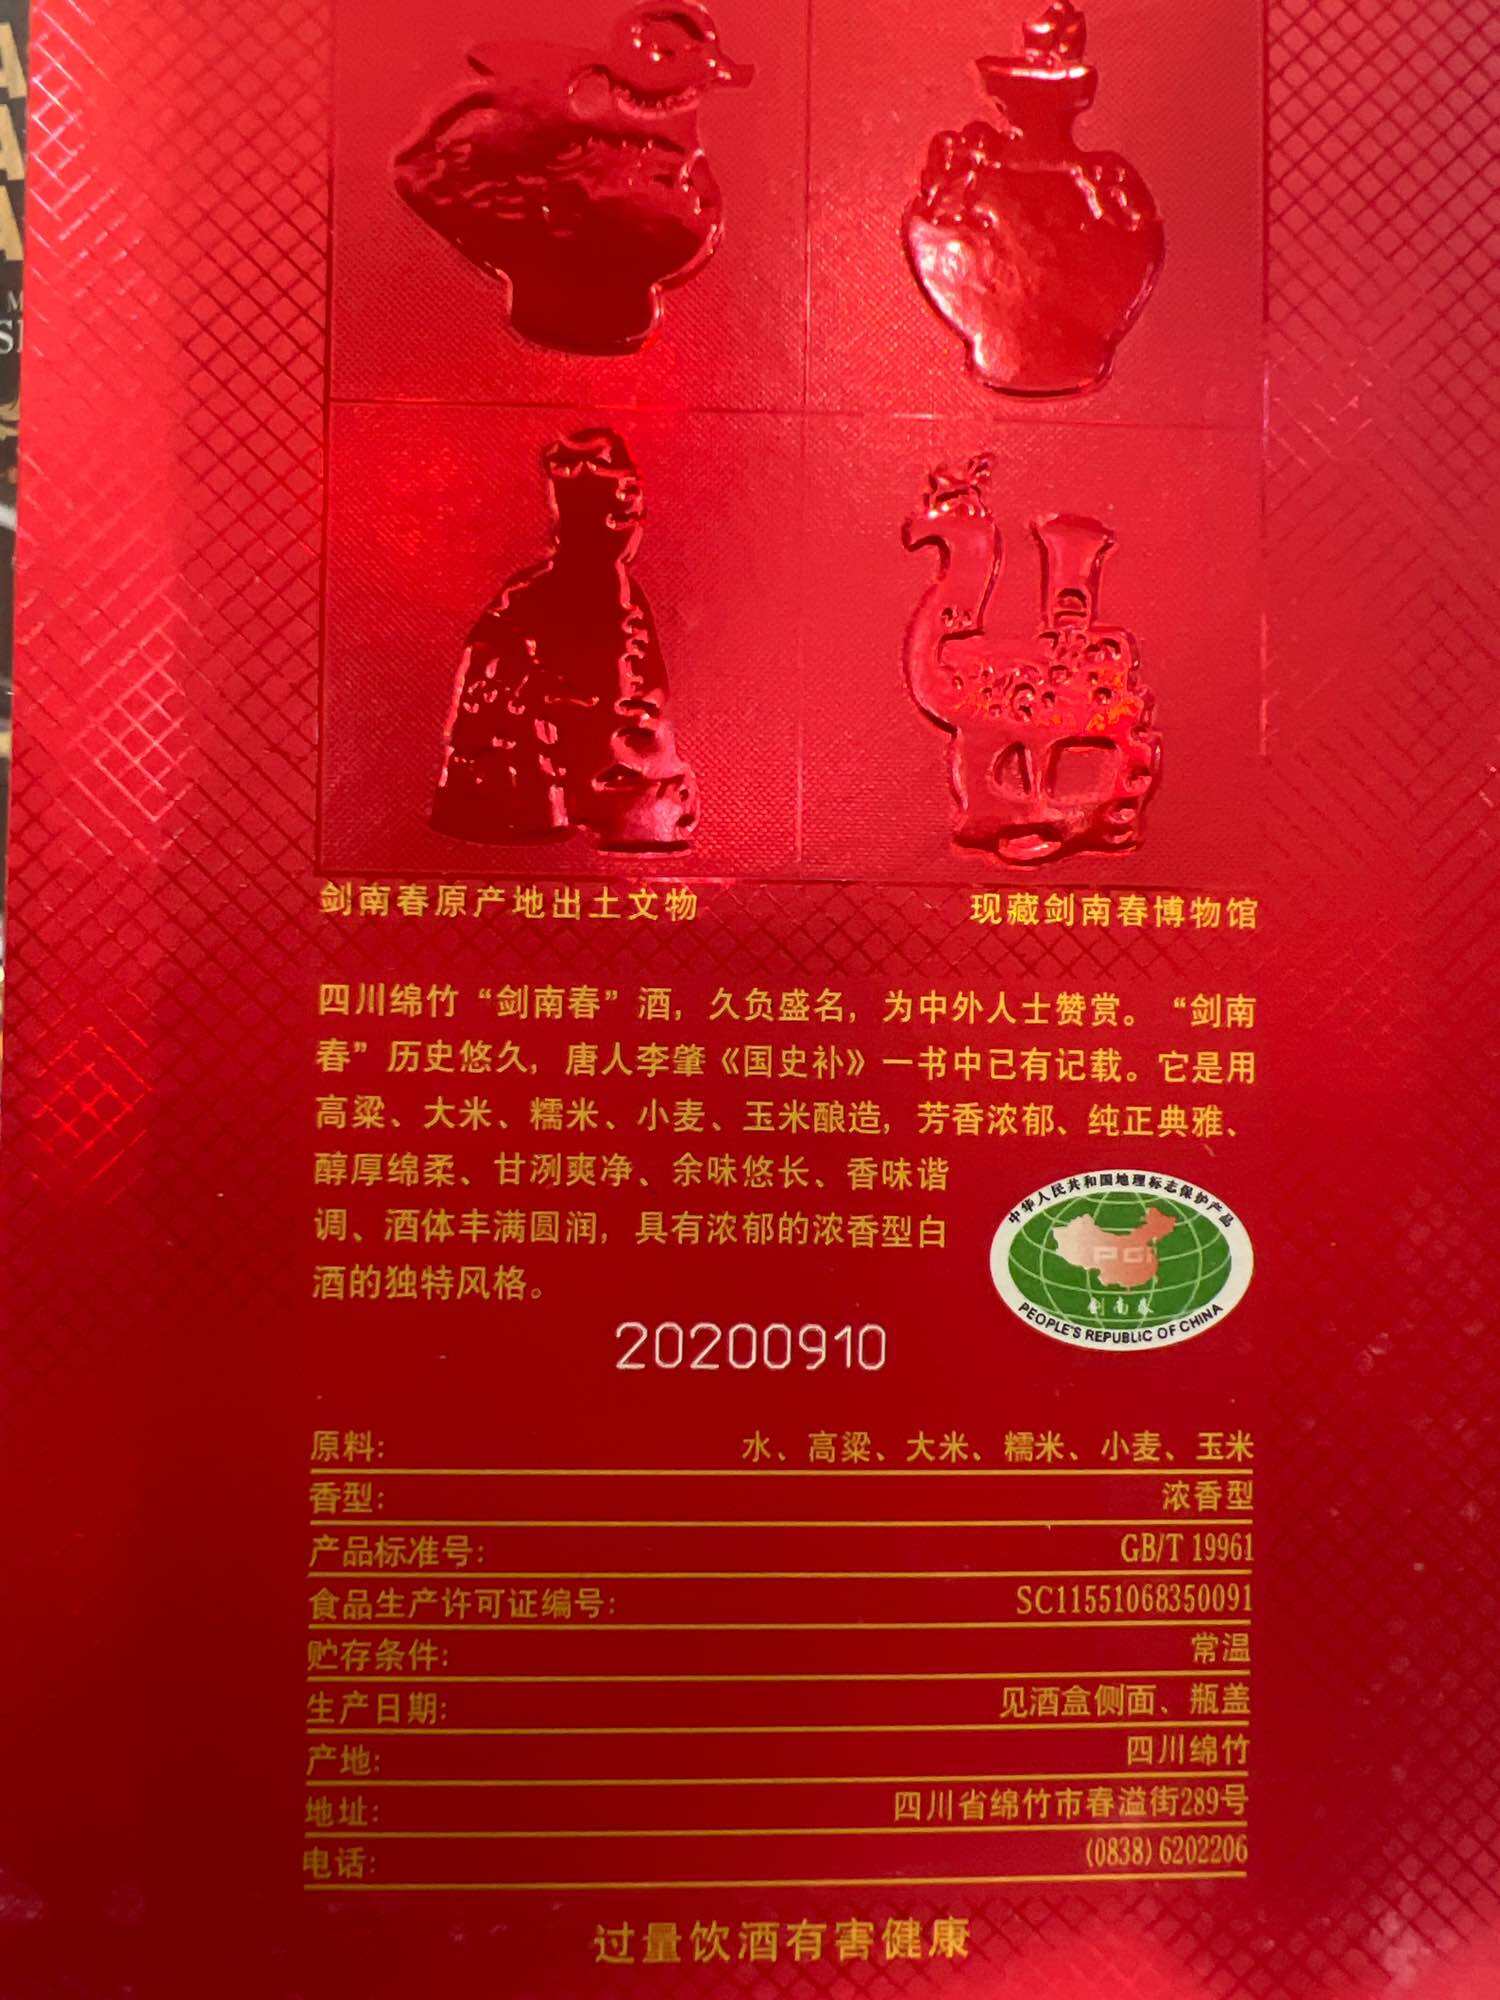 剑南春原产地出土文物 现藏剑南春博物馆
四川绵竹“剑南春”酒，久负盛名，为中外人士赞赏。“剑南
春”历史悠久，唐人李肇《国史补》一书中已有记载。它是用
高粱、大米、糯米、小麦、玉米酿造，芳香浓郁、纯正典雅、
醇厚绵柔、甘洌爽净、余味悠长、香味谐
调、酒体丰满圆润，具有浓郁的浓香型白
酒的独特风格。
中华人民共和国地理标志保护产品
PGI
剑南春
PEOPLE'S REPUBLIC OF CHINA
20200910
原料: 水、高粱、大米、糯米、小麦、玉米
香型: 浓香型
产品标准号: GB/T 19961
食品生产许可证编号: SC11551068350091
贮存条件: 常温
生产日期: 见酒盒侧面、瓶盖
产地: 四川绵竹
地址: 四川省绵竹市春溢街289号
电话: (0838) 6202206
过量饮酒有害健康